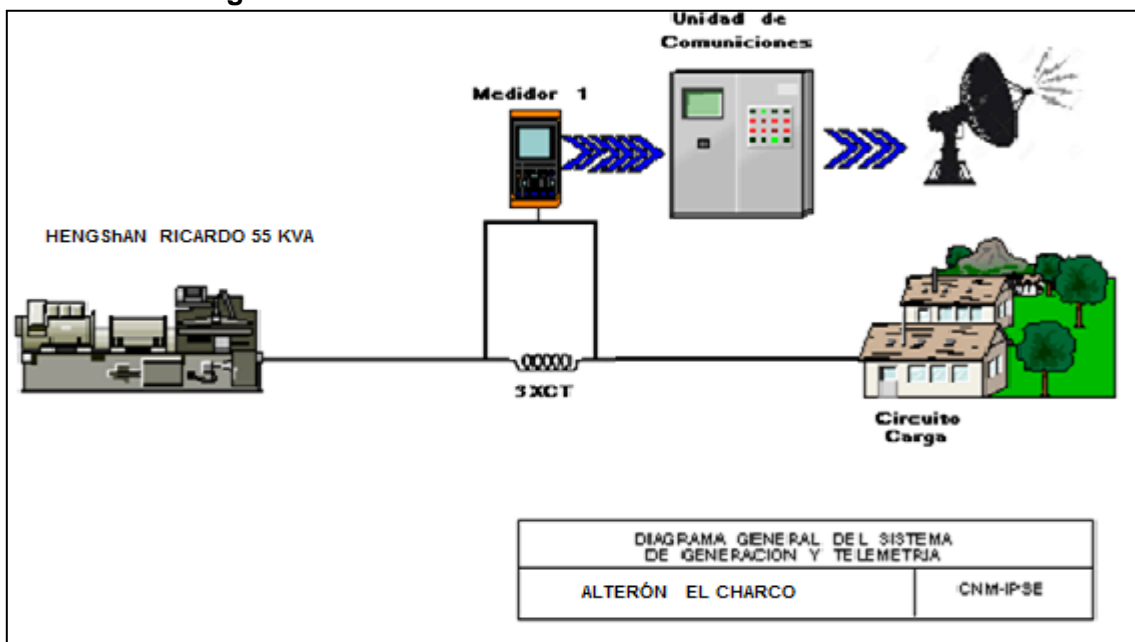 Unidad de
Comuniciones
Medidor 1
HENGShAN RICARDO 55 KVA
3XCT
Circuito
Carga
DIAGRAMA GENERAL DEL SISTEMA
DE GENERACION Y TELEMETRIA
ALTERÓN EL CHARCO
CNM-IPSE